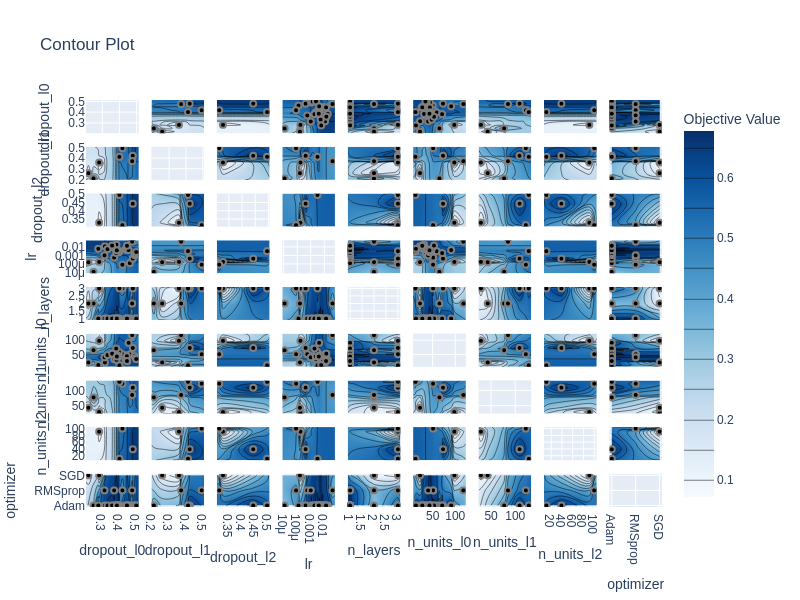 Contour Plot
Objective Value
0.6
0.5
0.4
0.3
0.2
0.1
dropout_l0
0.5
0.4
0.3
dropout_l1
0.5
0.4
0.3
0.2
dropout_l2
0.5
0.45
0.4
0.35
lr
0.01
0.001
100μ
10μ
n_layers
3
2.5
2
1.5
1
n_units_l0
100
50
n_units_l1
100
50
n_units_l2
100
80
60
40
20
optimizer
SGD
RMSprop
Adam
0.3 0.4 0.5
0.2 0.3 0.4 0.5
0.35 0.4 0.45 0.5
10μ 100μ 0.001 0.01
1 1.5 2 2.5 3
50 100
50 100
20 40 60 80 100
Adam RMSprop SGD
dropout_l0 dropout_l1 dropout_l2 lr n_layers n_units_l0 n_units_l1 n_units_l2 optimizer